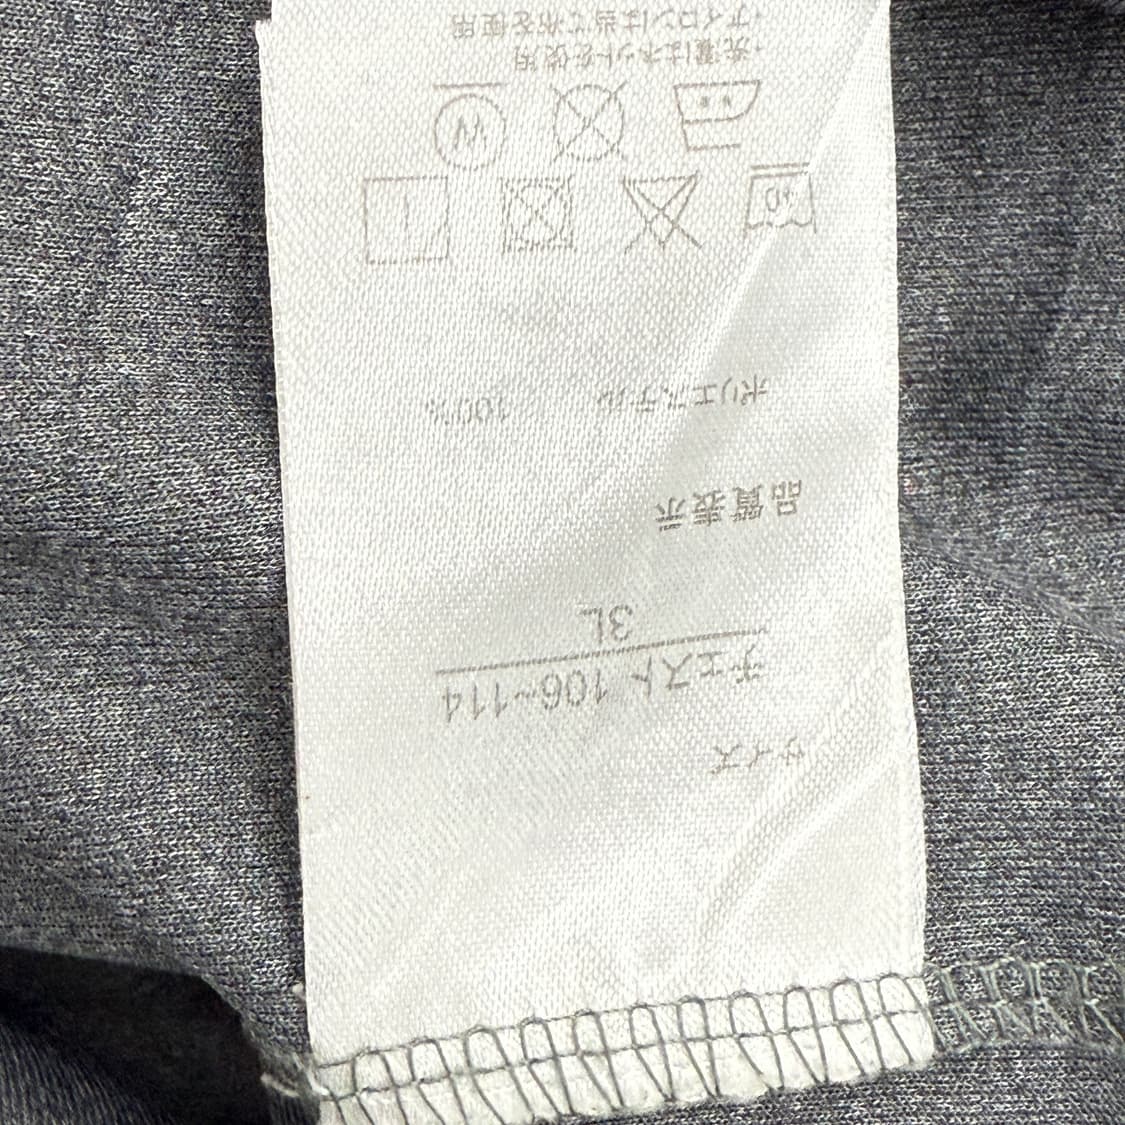 サイズ
チェスト 106~114
3L
品質表示
ポリエステル 100%
40
W
・洗濯はネットを使用
・アイロンは当て布を使用